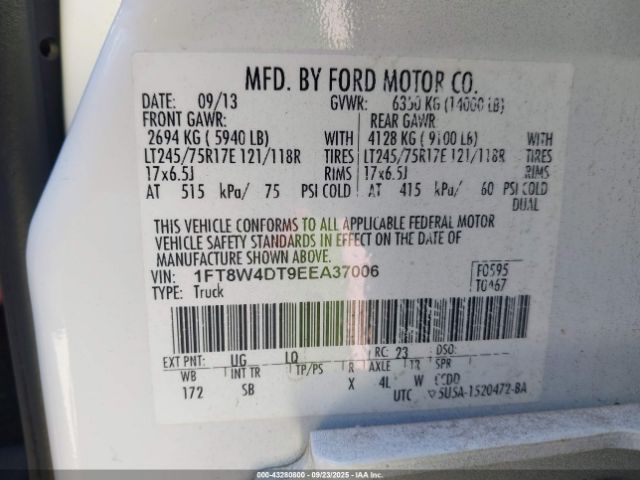 MFD. BY FORD MOTOR CO.
DATE: 09/13 GVWR: 6350 KG (14000 LB)
FRONT GAWR: REAR GAWR:
2694 KG ( 5940 LB) WITH 4128 KG ( 9100 LB) WITH
LT245/75R17E 121/118R TIRES LT245/75R17E 121/118R TIRES
17x6.5J RIMS 17x6.5J RIMS
AT 515 kPa/ 75 PSI COLD AT 415 kPa/ 60 PSI COLD
DUAL
THIS VEHICLE CONFORMS TO ALL APPLICABLE FEDERAL MOTOR
VEHICLE SAFETY STANDARDS IN EFFECT ON THE DATE OF
MANUFACTURE SHOWN ABOVE.
VIN: 1FT8W4DT9EEA37006 F0595
TYPE: Truck T0467
EXT PNT: UG LQ RC: 23 DSO:
WB INT TR TP/PS R AXLE TR SPR
172 SB X 4L W
UTC ▽5U5A-1520472-BA
© 000-43280600 - 09/23/2025 - IAA INC.